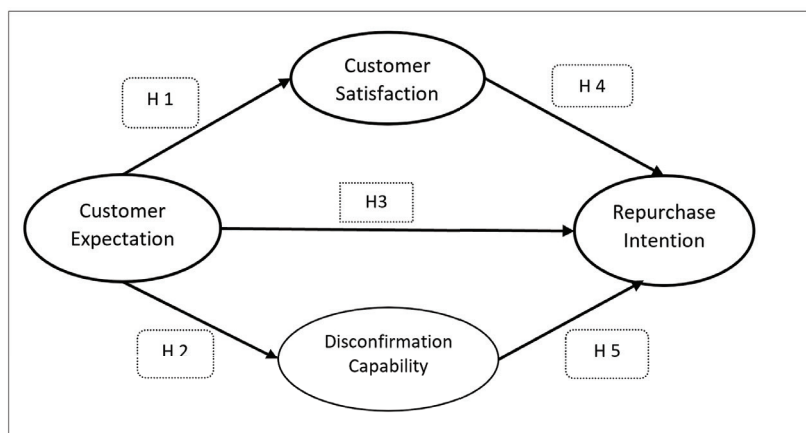 Customer
Satisfaction
H 1
H 4
Customer
Expectation
H3
Repurchase
Intention
H 2
Disconfirmation
Capability
H 5